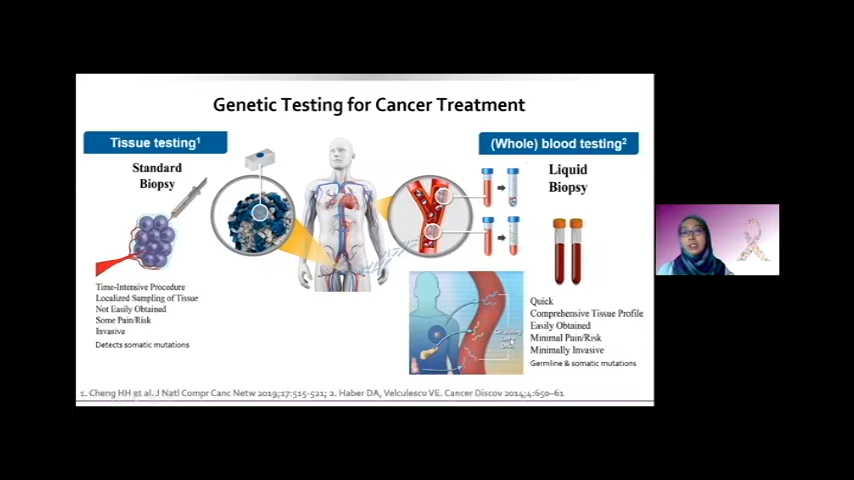 Genetic Testing for Cancer Treatment
Tissue testing1
Standard
Biopsy
Time-Intensive Procedure
Localized Sampling of Tissue
Not Easily Obtained
Some Pain/Risk
Invasive
Detects somatic mutations
(Whole) blood testing2
Liquid
Biopsy
Quick
Comprehensive Tissue Profile
Easily Obtained
Minimal Pain/Risk
Minimally Invasive
Germline & somatic mutations
1. Cheng HH et al. J Natl Compr Canc Netw 2019;17:515-521; 2. Haber DA, Velculescu VE. Cancer Discov 2014;4:650–61